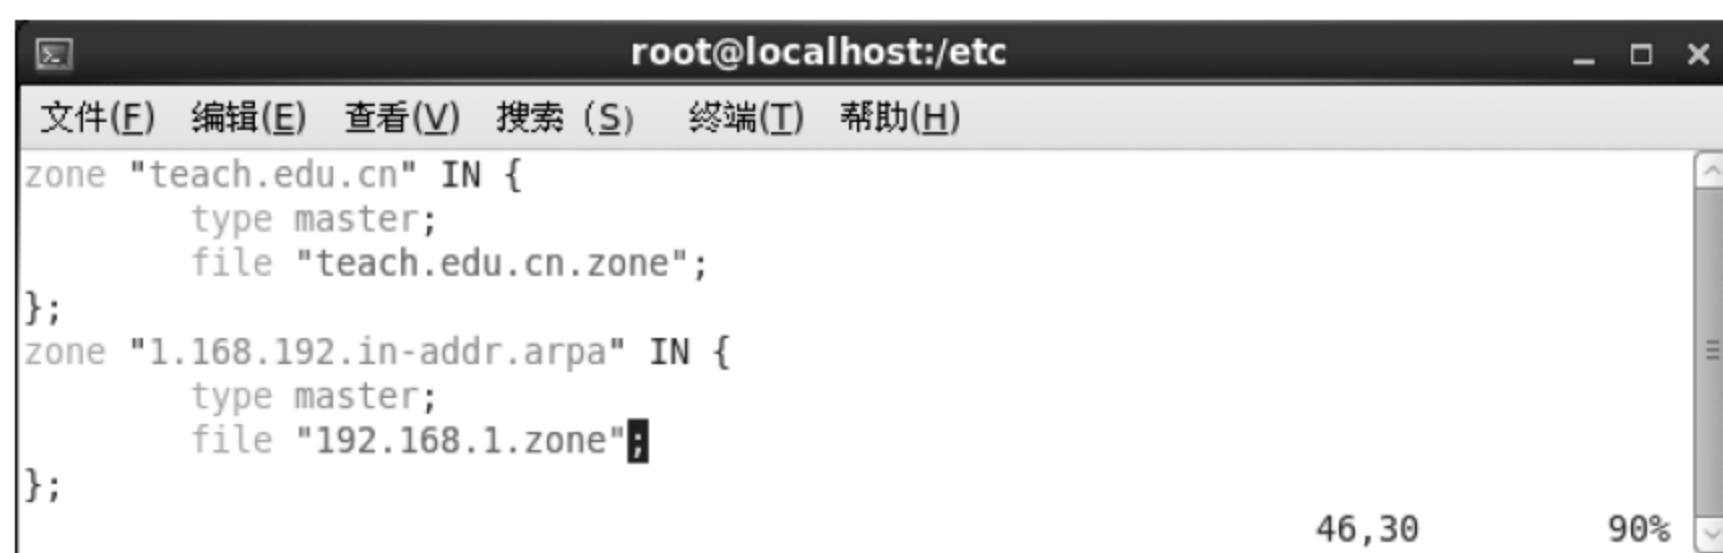 root@localhost:/etc
文件(F) 编辑(E) 查看(V) 搜索 (S) 终端(T) 帮助(H)
zone "teach.edu.cn" IN {
        type master;
        file "teach.edu.cn.zone";
};
zone "1.168.192.in-addr.arpa" IN {
        type master;
        file "192.168.1.zone";
};
46,30 90%